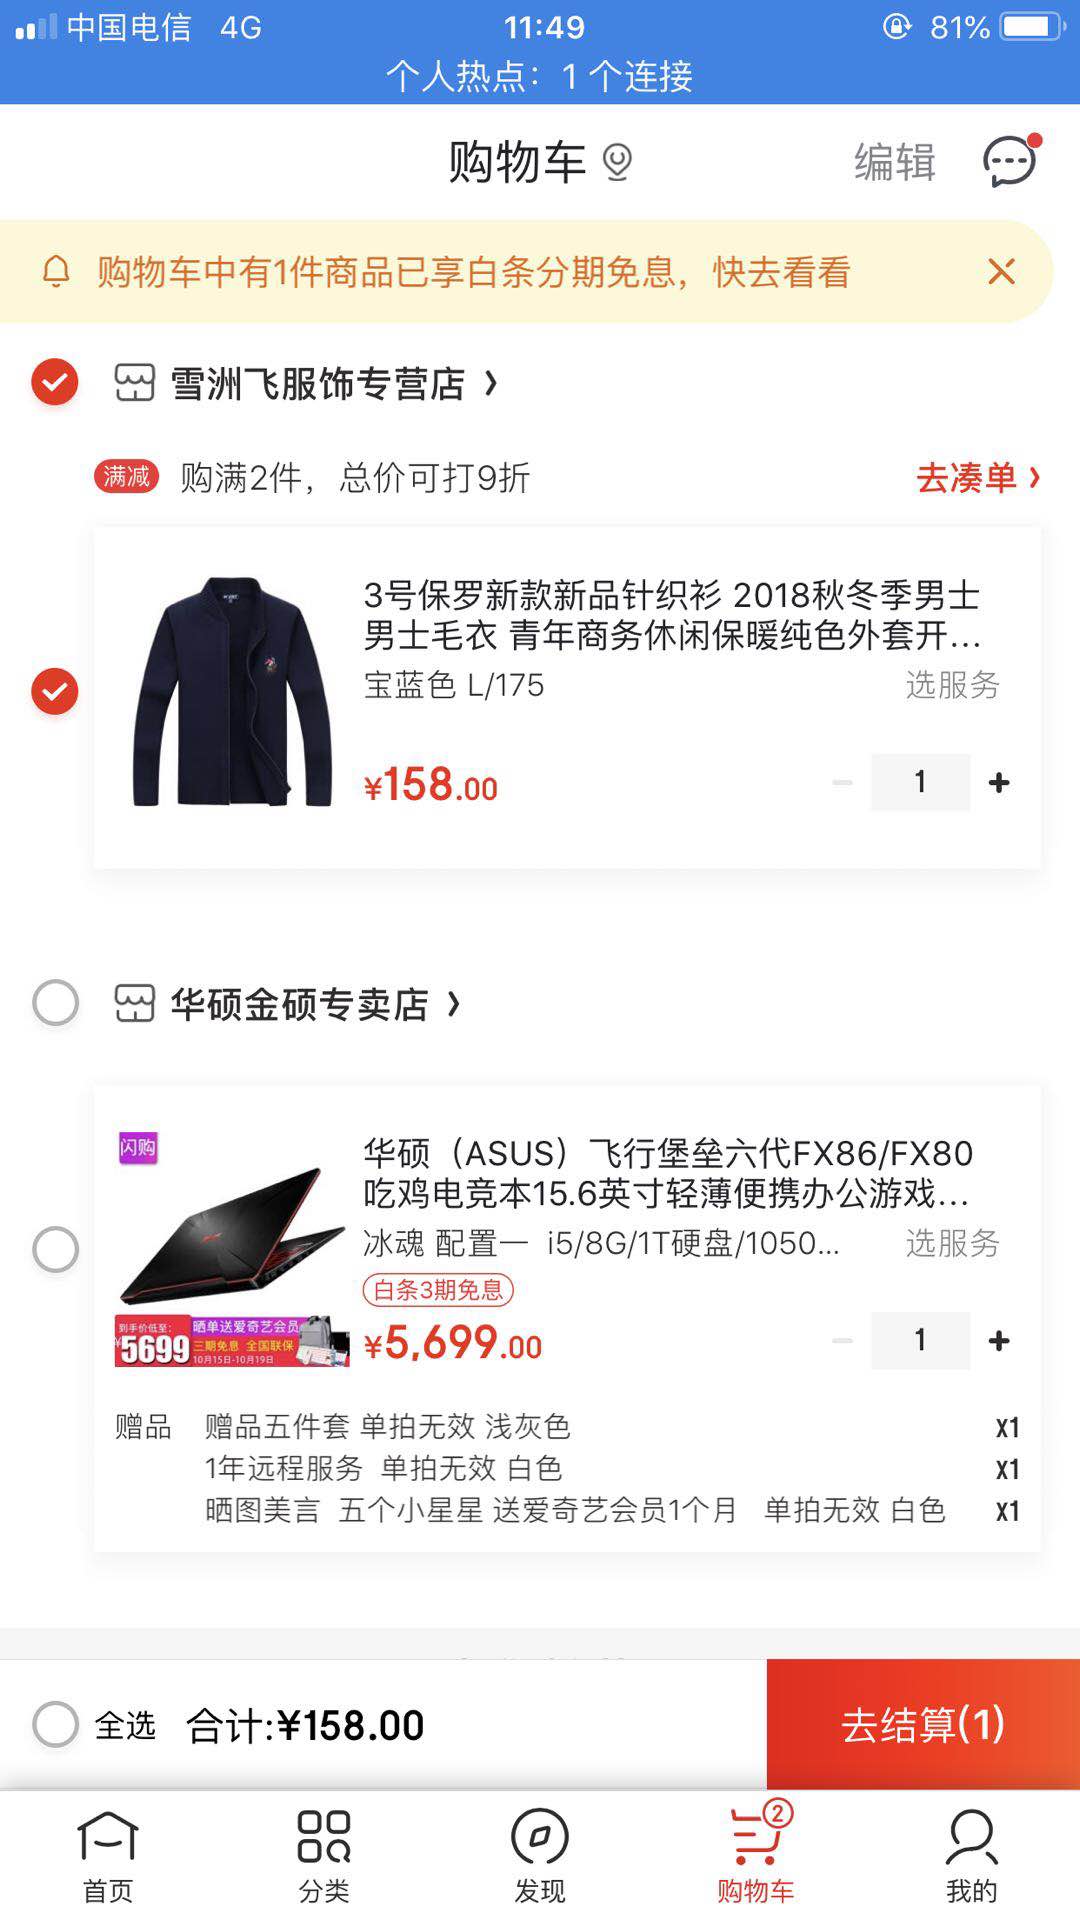 中国电信 4G 11:49 81%
个人热点：1 个连接
购物车 编辑
购物车中有1件商品已享白条分期免息，快去看看
雪洲飞服饰专营店
满减 购满2件，总价可打9折 去凑单
3号保罗新款新品针织衫 2018秋冬季男士
男士毛衣 青年商务休闲保暖纯色外套开...
宝蓝色 L/175 选服务
¥158.00 1
华硕金硕专卖店
闪购
华硕（ASUS）飞行堡垒六代FX86/FX80
吃鸡电竞本15.6英寸轻薄便携办公游戏...
冰魂 配置一 i5/8G/1T硬盘/1050... 选服务
白条3期免息
到手价低至：
¥5699
晒单送爱奇艺会员
三期免息 全国联保
10月15日-10月19日
¥5,699.00 1
赠品 赠品五件套 单拍无效 浅灰色 x1
1年远程服务 单拍无效 白色 x1
晒图美言 五个小星星 送爱奇艺会员1个月 单拍无效 白色 x1
全选 合计:¥158.00 去结算(1)
2
首页 分类 发现 购物车 我的